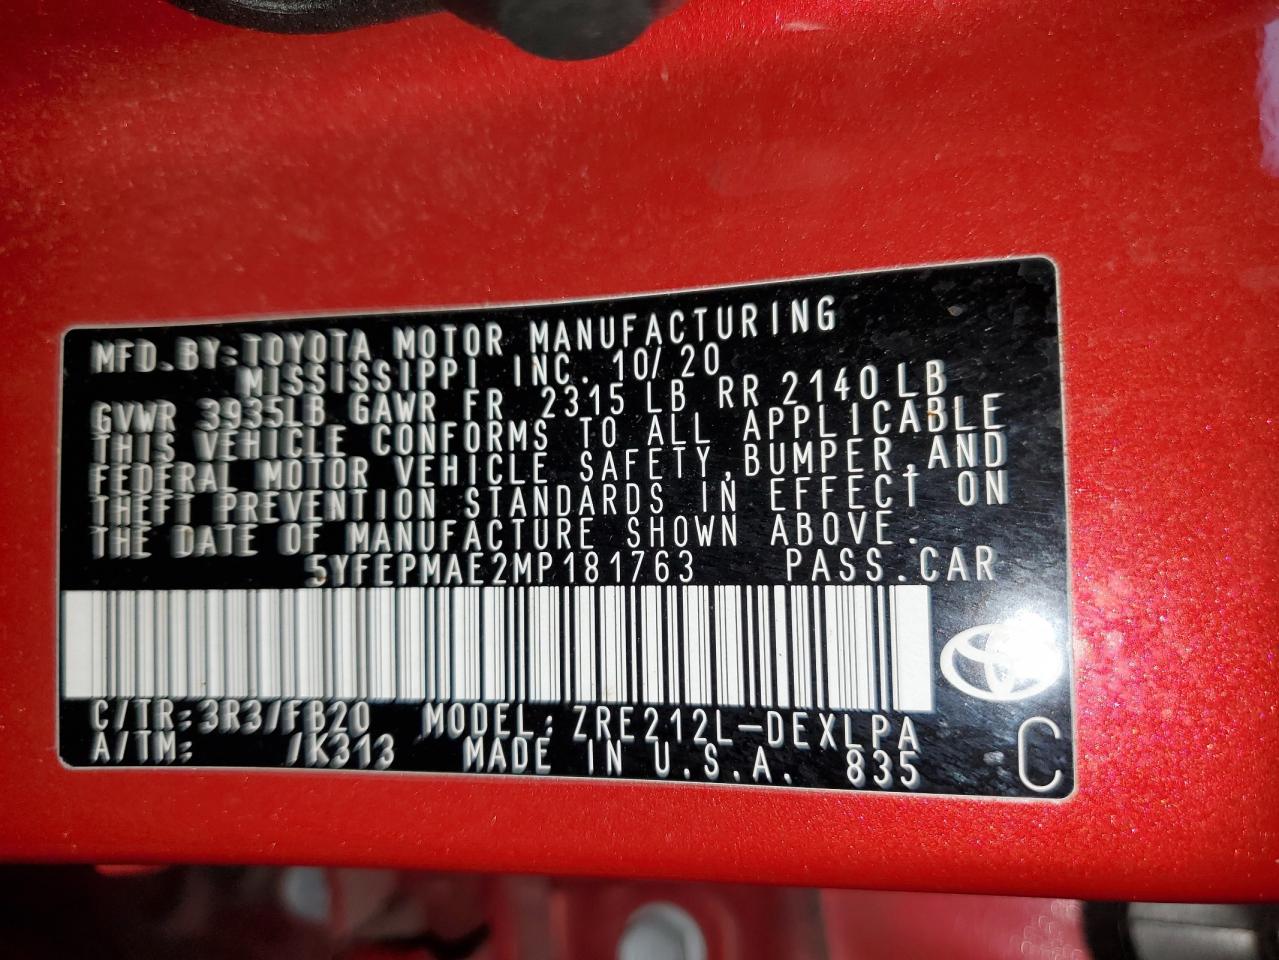 MFD.BY:TOYOTA MOTOR MANUFACTURING
MISSISSIPPI INC. 10/20
GVWR 3935LB GAWR FR 2315 LB RR 2140LB
THIS VEHICLE CONFORMS TO ALL APPLICABLE
FEDERAL MOTOR VEHICLE SAFETY,BUMPER,AND
THEFT PREVENTION STANDARDS IN EFFECT ON
THE DATE OF MANUFACTURE SHOWN ABOVE.
5YFEPMAE2MP181763 PASS.CAR
C/TR:3R3/FB20 MODEL:ZRE212L-DEXLPA
A/TM: /K313 MADE IN U.S.A. 835
C